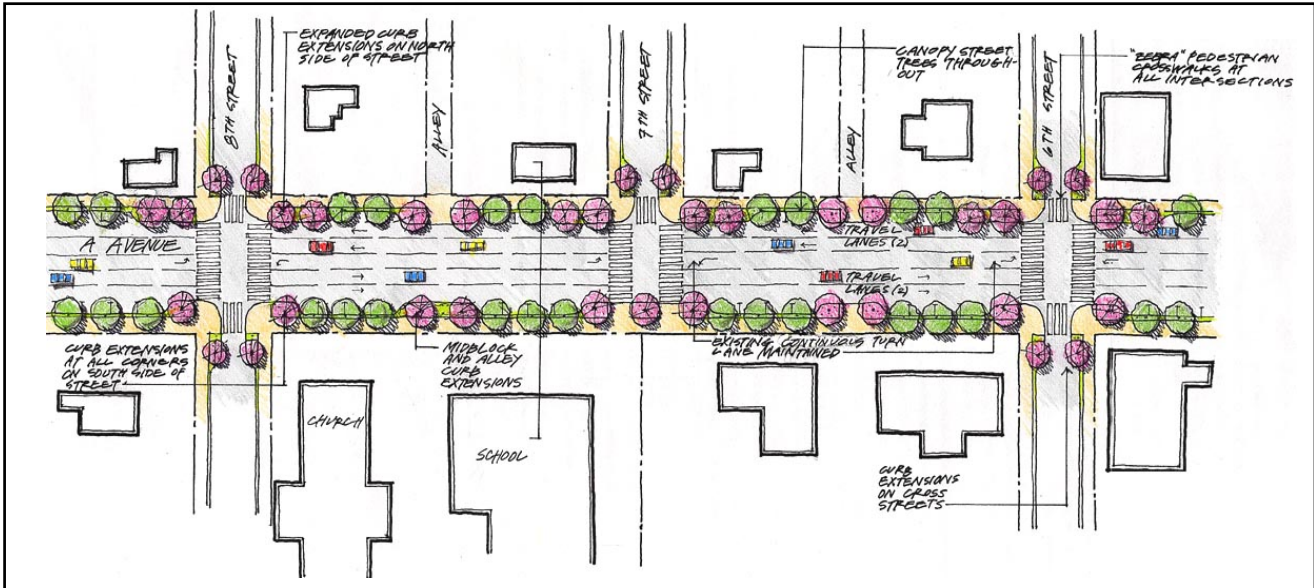 EXPANDED CURB
EXTENSIONS ON NORTH
SIDE OF STREET
CANOPY STREET
TREES THROUGH-
OUT
"ZEBRA" PEDESTRIAN
CROSSWALKS AT
ALL INTERSECTIONS
8TH STREET
ALLEY
7TH STREET
ALLEY
6TH STREET
A AVENUE
TRAVEL
LANES (2)
TRAVEL
LANES (2)
CURB EXTENSIONS
AT ALL CORNERS
ON SOUTH SIDE OF
STREET
MIDBLOCK
AND ALLEY
CURB
EXTENSIONS
EXISTING CONTINUOUS TURN
LANE MAINTAINED
CHURCH
SCHOOL
CURB
EXTENSIONS
ON CROSS
STREETS